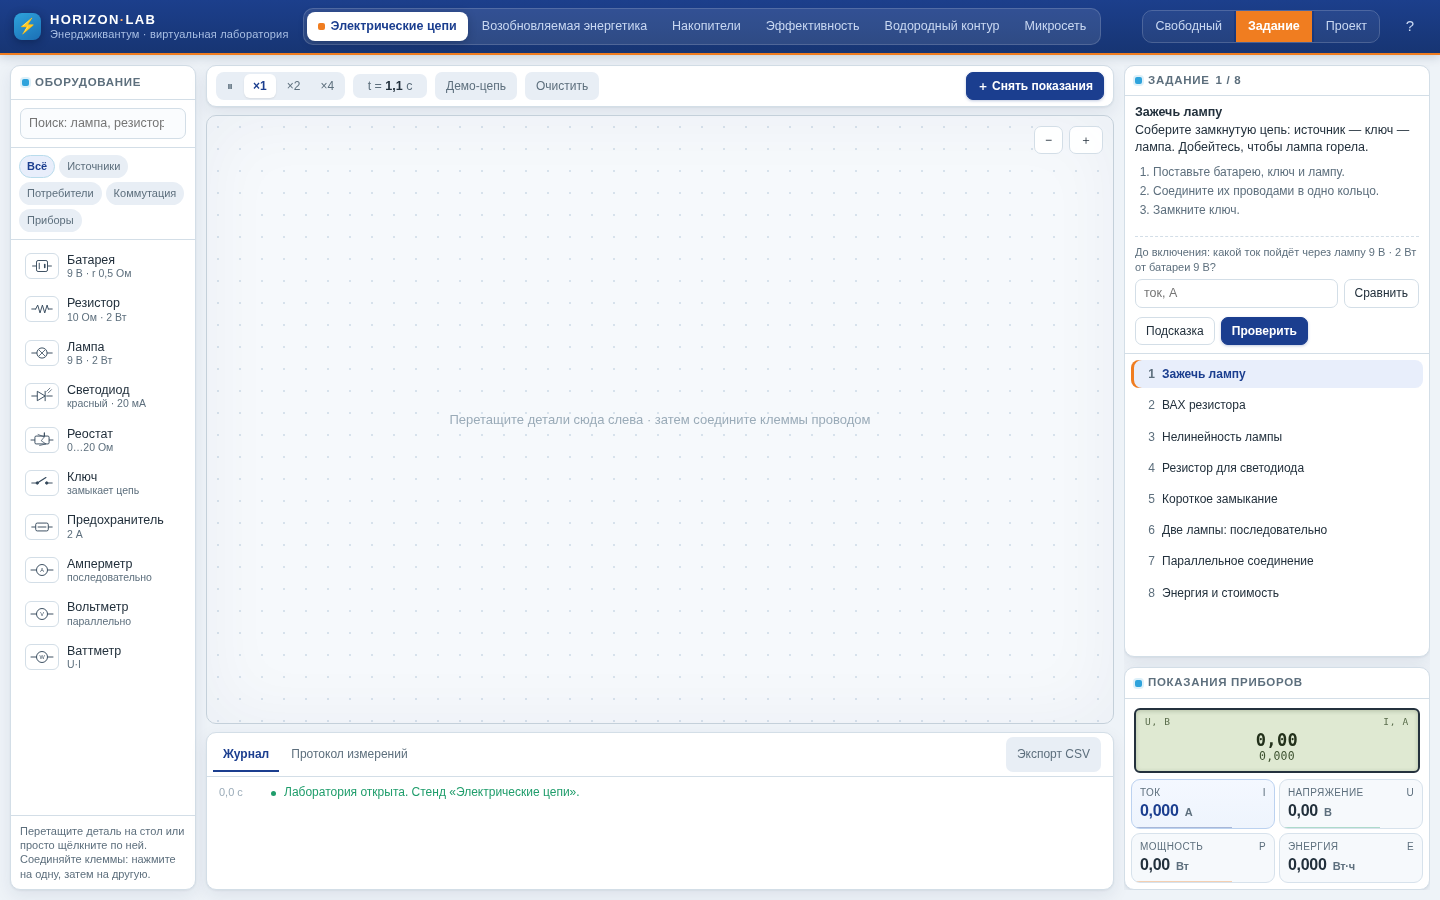 HORIZON·LAB
Энерджиквантум · виртуальная лаборатория
Электрические цепи
Возобновляемая энергетика
Накопители
Эффективность
Водородный контур
Микросеть
Свободный
Задание
Проект
?
ОБОРУДОВАНИЕ
Поиск: лампа, резистор
Всё
Источники
Потребители
Коммутация
Приборы
Батарея
9 В · r 0,5 Ом
Резистор
10 Ом · 2 Вт
Лампа
9 В · 2 Вт
Светодиод
красный · 20 мА
Реостат
0…20 Ом
Ключ
замыкает цепь
Предохранитель
2 А
A
Амперметр
последовательно
V
Вольтметр
параллельно
W
Ваттметр
U·I
Перетащите деталь на стол или
просто щёлкните по ней.
Соединяйте клеммы: нажмите
на одну, затем на другую.
×1
×2
×4
t = 1,1 с
Демо-цепь
Очистить
+ Снять показания
−
+
Перетащите детали сюда слева · затем соедините клеммы проводом
Журнал
Протокол измерений
Экспорт CSV
0,0 с
Лаборатория открыта. Стенд «Электрические цепи».
ЗАДАНИЕ 1 / 8
Зажечь лампу
Соберите замкнутую цепь: источник — ключ —
лампа. Добейтесь, чтобы лампа горела.
1. Поставьте батарею, ключ и лампу.
2. Соедините их проводами в одно кольцо.
3. Замкните ключ.
До включения: какой ток пойдёт через лампу 9 В · 2 Вт
от батареи 9 В?
ток, А
Сравнить
Подсказка
Проверить
1 Зажечь лампу
2 ВАХ резистора
3 Нелинейность лампы
4 Резистор для светодиода
5 Короткое замыкание
6 Две лампы: последовательно
7 Параллельное соединение
8 Энергия и стоимость
ПОКАЗАНИЯ ПРИБОРОВ
U, В
I, А
0,00
0,000
ТОК I
0,000 А
НАПРЯЖЕНИЕ U
0,00 В
МОЩНОСТЬ P
0,00 Вт
ЭНЕРГИЯ E
0,000 Вт·ч